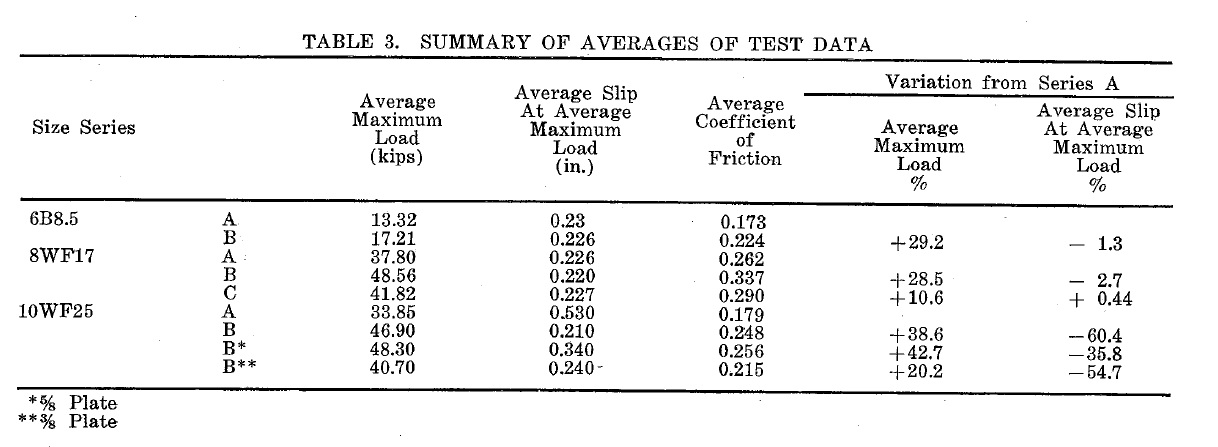 TABLE 3. SUMMARY OF AVERAGES OF TEST DATA
Variation from Series A
Size Series
Average Maximum Load (kips)
Average Slip At Average Maximum Load (in.)
Average Coefficient of Friction
Average Maximum Load %
Average Slip At Average Maximum Load %
6B8.5 A 13.32 0.23 0.173
B 17.21 0.226 0.224 +29.2 — 1.3
8WF17 A 37.80 0.226 0.262
B 48.56 0.220 0.337 +28.5 — 2.7
C 41.82 0.227 0.290 +10.6 + 0.44
10WF25 A 33.85 0.530 0.179
B 46.90 0.210 0.248 +38.6 —60.4
B* 48.30 0.340 0.256 +42.7 —35.8
B** 40.70 0.240- 0.215 +20.2 —54.7
*⅝ Plate
**⅜ Plate